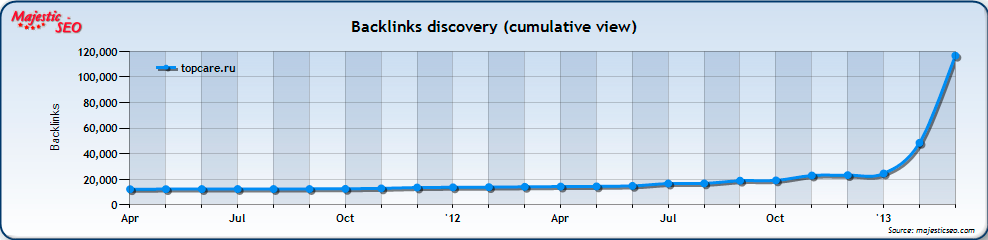 Majestic
SEO
Backlinks discovery (cumulative view)
topcare.ru
Backlinks
120,000
100,000
80,000
60,000
40,000
20,000
0
Apr Jul Oct '12 Apr Jul Oct '13
Source: majesticseo.com